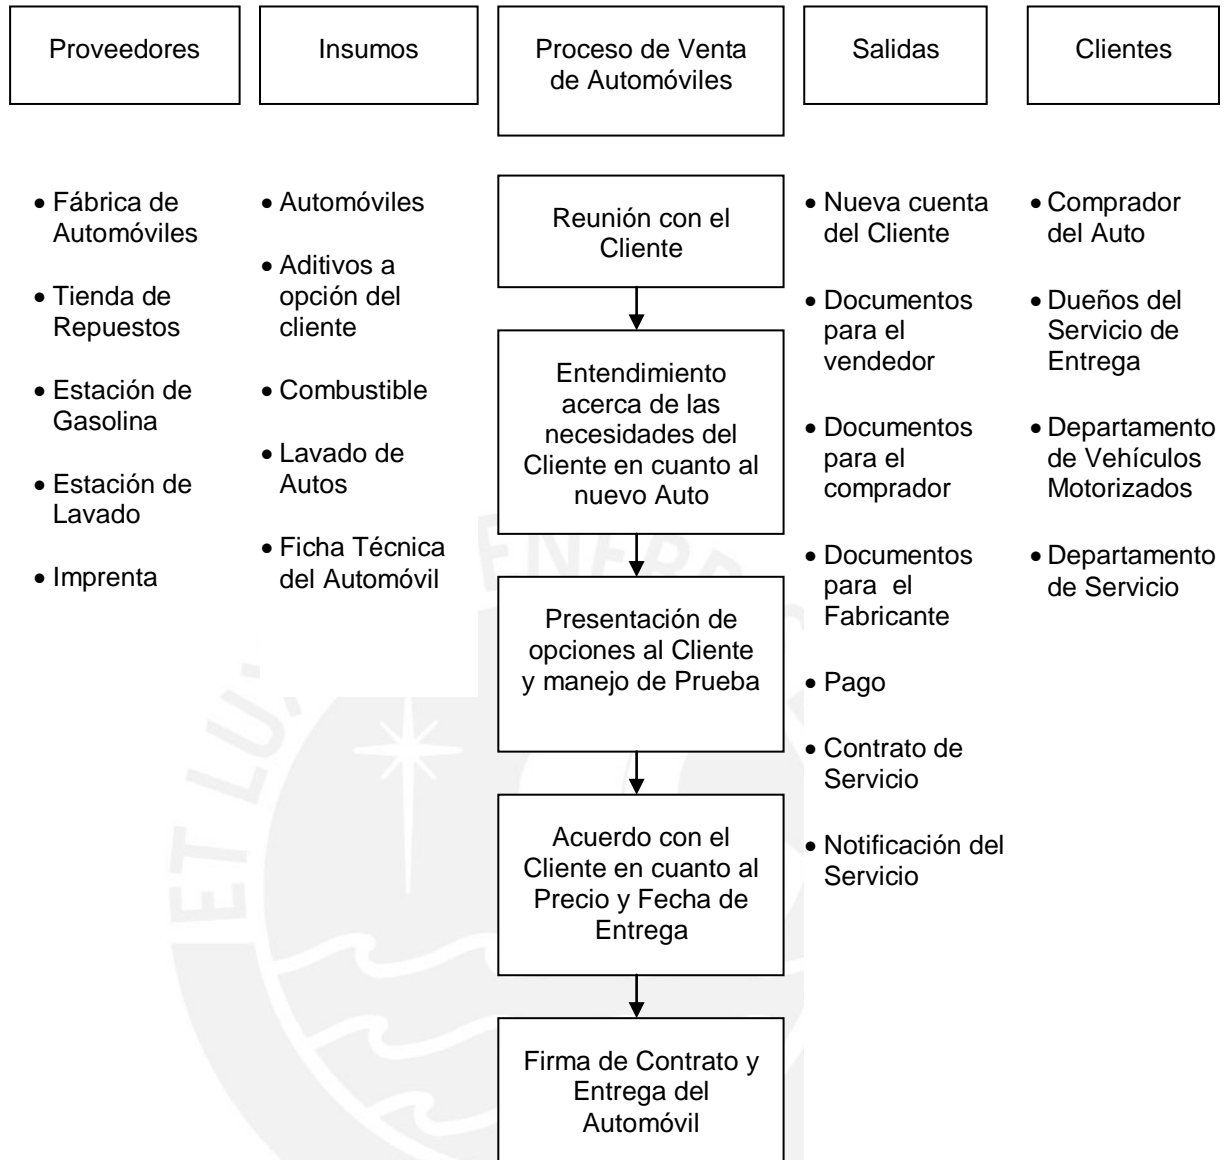 Proveedores
Insumos
Proceso de Venta
de Automóviles
Salidas
Clientes
• Fábrica de
Automóviles
• Tienda de
Repuestos
• Estación de
Gasolina
• Estación de
Lavado
• Imprenta
• Automóviles
• Aditivos a
opción del
cliente
• Combustible
• Lavado de
Autos
• Ficha Técnica
del Automóvil
Reunión con el
Cliente
Entendimiento
acerca de las
necesidades del
Cliente en cuanto al
nuevo Auto
Presentación de
opciones al Cliente
y manejo de Prueba
Acuerdo con el
Cliente en cuanto al
Precio y Fecha de
Entrega
Firma de Contrato y
Entrega del
Automóvil
• Nueva cuenta
del Cliente
• Documentos
para el
vendedor
• Documentos
para el
comprador
• Documentos
para el
Fabricante
• Pago
• Contrato de
Servicio
• Notificación del
Servicio
• Comprador
del Auto
• Dueños del
Servicio de
Entrega
• Departamento
de Vehículos
Motorizados
• Departamento
de Servicio
ET LU